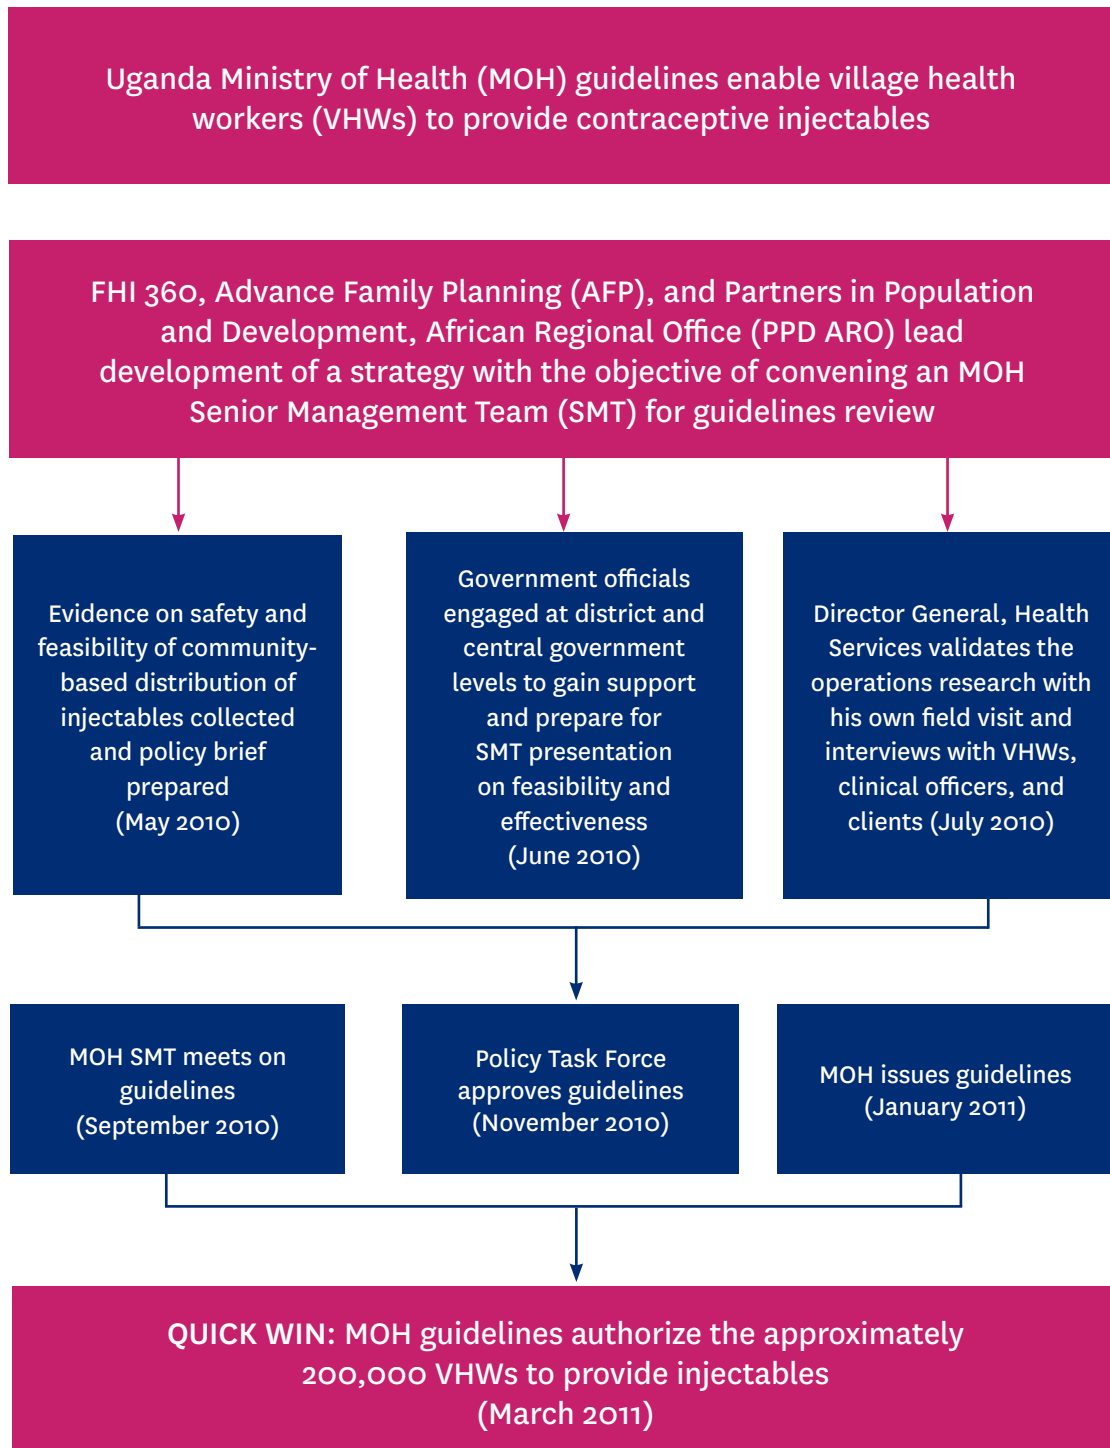 Uganda Ministry of Health (MOH) guidelines enable village health
workers (VHWs) to provide contraceptive injectables
FHI 360, Advance Family Planning (AFP), and Partners in Population
and Development, African Regional Office (PPD ARO) lead
development of a strategy with the objective of convening an MOH
Senior Management Team (SMT) for guidelines review
Evidence on safety and
feasibility of community-
based distribution of
injectables collected
and policy brief
prepared
(May 2010)
Government officials
engaged at district and
central government
levels to gain support
and prepare for
SMT presentation
on feasibility and
effectiveness
(June 2010)
Director General, Health
Services validates the
operations research with
his own field visit and
interviews with VHWs,
clinical officers, and
clients (July 2010)
MOH SMT meets on
guidelines
(September 2010)
Policy Task Force
approves guidelines
(November 2010)
MOH issues guidelines
(January 2011)
QUICK WIN: MOH guidelines authorize the approximately
200,000 VHWs to provide injectables
(March 2011)